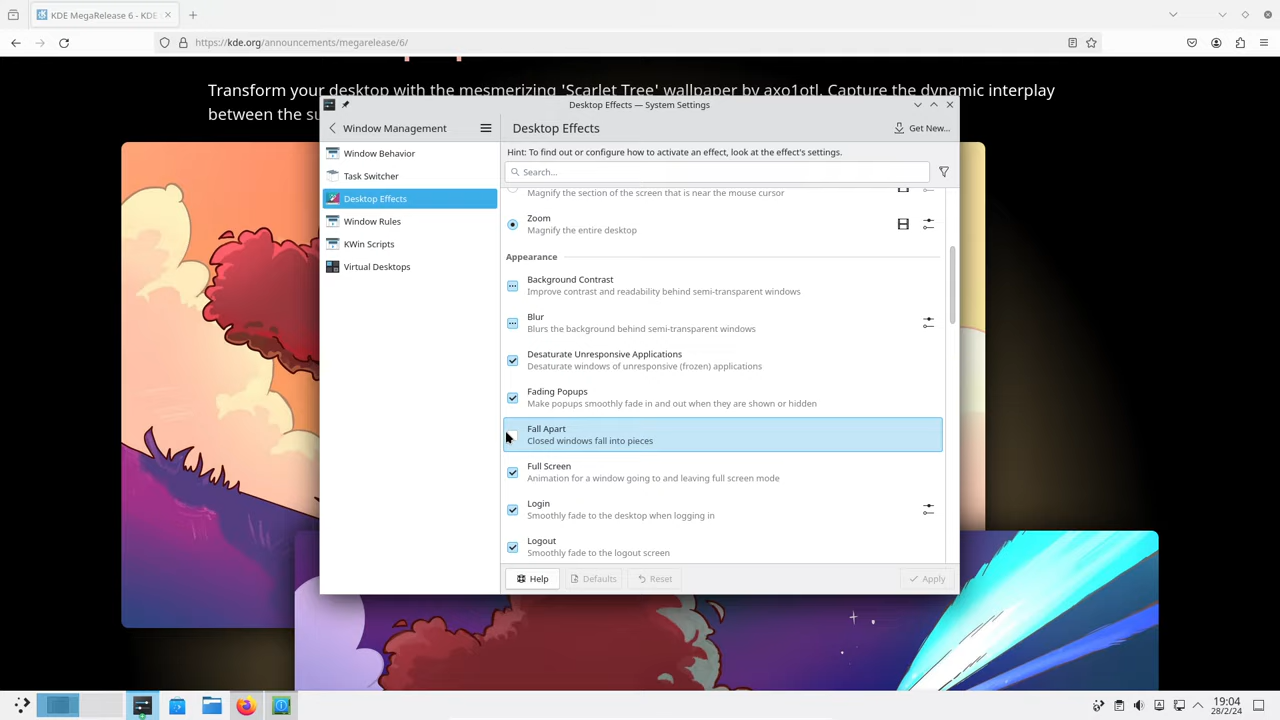 KDE MegaRelease 6 - KDE
https://kde.org/announcements/megarelease/6/
Transform your desktop with the mesmerizing 'Scarlet Tree' wallpaper by axo1otl. Capture the dynamic interplay
between the su
Desktop Effects — System Settings
Window Management
Desktop Effects
Get New...
Hint: To find out or configure how to activate an effect, look at the effect's settings.
Search...
Window Behavior
Task Switcher
Desktop Effects
Window Rules
KWin Scripts
Virtual Desktops
Magnify the section of the screen that is near the mouse cursor
Zoom
Magnify the entire desktop
Appearance
Background Contrast
Improve contrast and readability behind semi-transparent windows
Blur
Blurs the background behind semi-transparent windows
Desaturate Unresponsive Applications
Desaturate windows of unresponsive (frozen) applications
Fading Popups
Make popups smoothly fade in and out when they are shown or hidden
Fall Apart
Closed windows fall into pieces
Full Screen
Animation for a window going to and leaving full screen mode
Login
Smoothly fade to the desktop when logging in
Logout
Smoothly fade to the logout screen
Help
Defaults
Reset
Apply
19:04
28/2/24